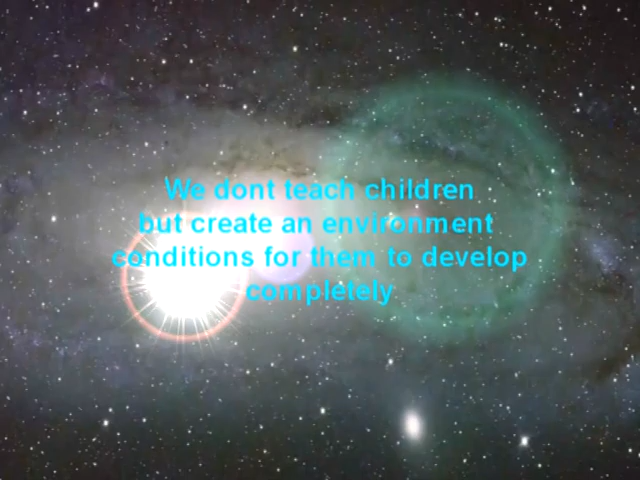 We dont teach children
but create an environment
conditions for them to develop
completely